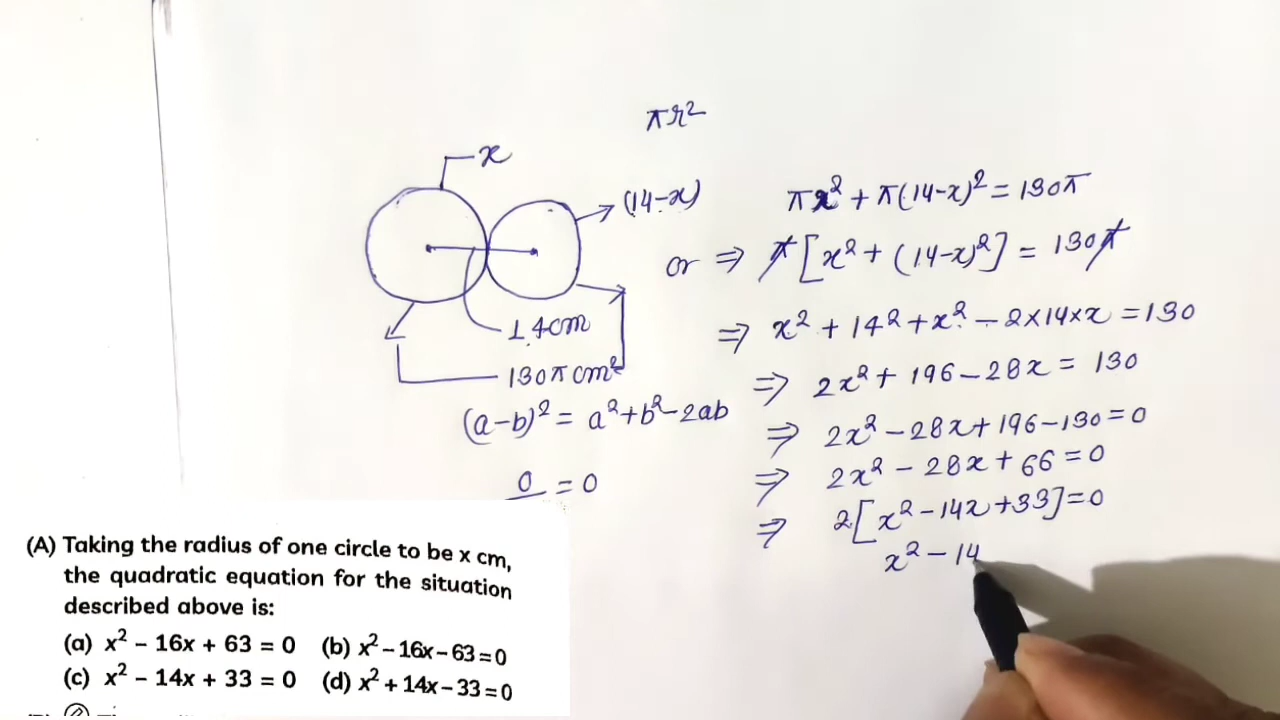 πr²
x
(14-x)
14cm
130π cm²
(a-b)² = a²+b²-2ab
0 = 0
πx² + π(14-x)² = 130π
or ⇒ π[x² + (14-x)²] = 130π
⇒ x² + 14² + x² - 2×14×x = 130
⇒ 2x² + 196 - 28x = 130
⇒ 2x² - 28x + 196 - 130 = 0
⇒ 2x² - 28x + 66 = 0
⇒ 2[x² - 14x + 33] = 0
x² - 14
(A) Taking the radius of one circle to be x cm,
the quadratic equation for the situation
described above is:
(a) x² – 16x + 63 = 0 (b) x² – 16x – 63 = 0
(c) x² – 14x + 33 = 0 (d) x² + 14x – 33 = 0